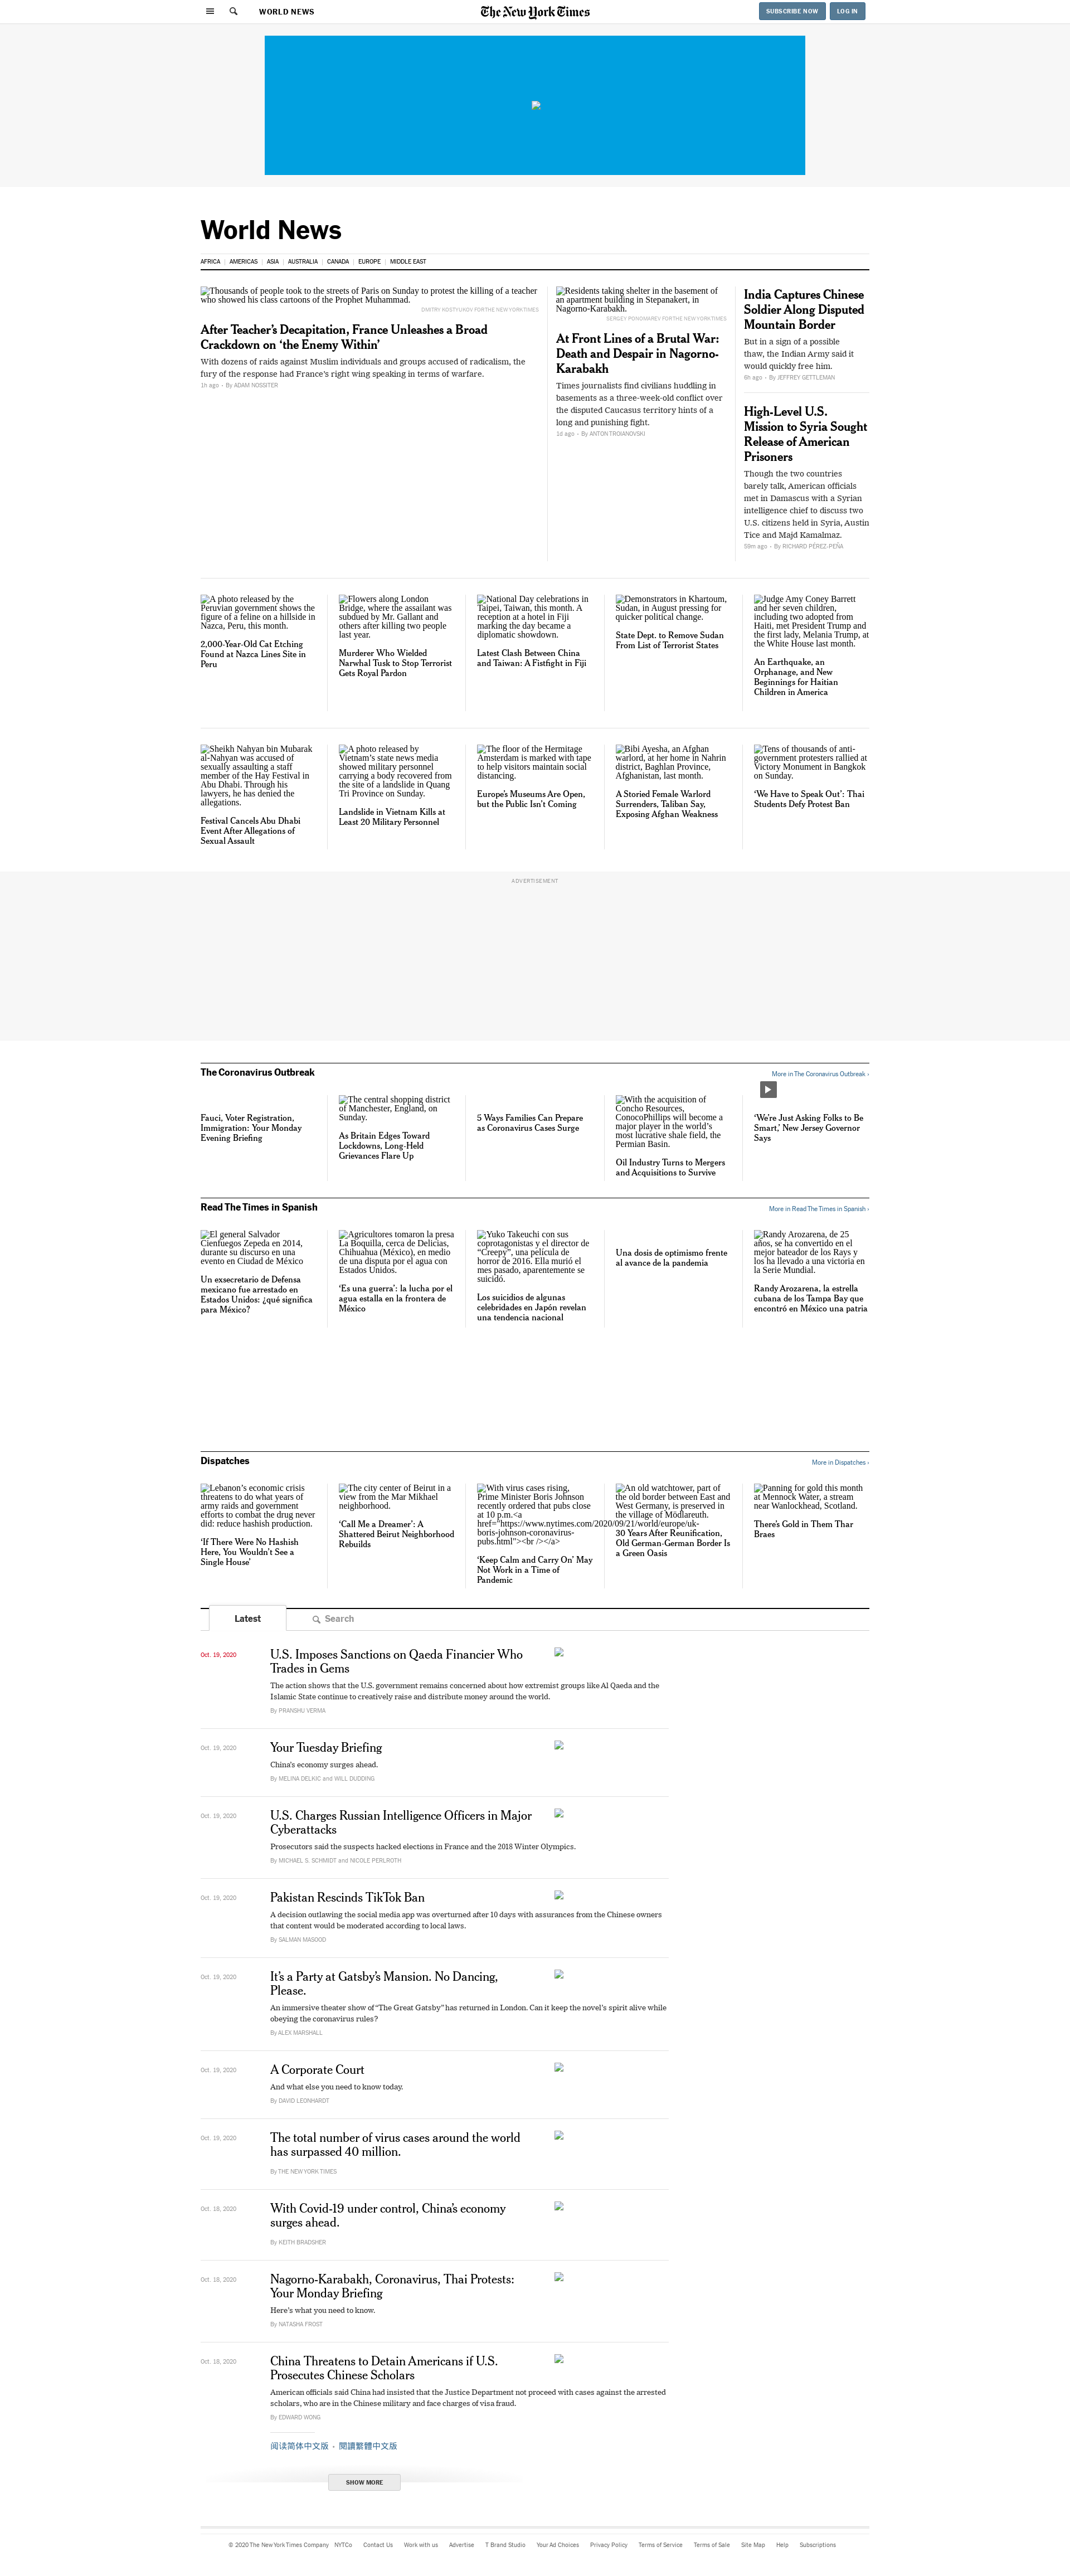 WORLD NEWS
The New York Times
SUBSCRIBE NOW
LOG IN
World News
AFRICA
AMERICAS
ASIA
AUSTRALIA
CANADA
EUROPE
MIDDLE EAST
Thousands of people took to the streets of Paris on Sunday to protest the killing of a teacher
who showed his class cartoons of the Prophet Muhammad.
DMITRY KOSTYUKOV FOR THE NEW YORK TIMES
After Teacher’s Decapitation, France Unleashes a Broad
Crackdown on ‘the Enemy Within’
With dozens of raids against Muslim individuals and groups accused of radicalism, the
fury of the response had France’s right wing speaking in terms of warfare.
1h ago · By ADAM NOSSITER
Residents taking shelter in the basement of
an apartment building in Stepanakert, in
Nagorno-Karabakh.
SERGEY PONOMAREV FOR THE NEW YORK TIMES
At Front Lines of a Brutal War:
Death and Despair in Nagorno-
Karabakh
Times journalists find civilians huddling in
basements as a three-week-old conflict over
the disputed Caucasus territory hints of a
long and punishing fight.
1d ago · By ANTON TROIANOVSKI
India Captures Chinese
Soldier Along Disputed
Mountain Border
But in a sign of a possible
thaw, the Indian Army said it
would quickly free him.
6h ago · By JEFFREY GETTLEMAN
High-Level U.S.
Mission to Syria Sought
Release of American
Prisoners
Though the two countries
barely talk, American officials
met in Damascus with a Syrian
intelligence chief to discuss two
U.S. citizens held in Syria, Austin
Tice and Majd Kamalmaz.
59m ago · By RICHARD PÉREZ-PEÑA
A photo released by the
Peruvian government shows the
figure of a feline on a hillside in
Nazca, Peru, this month.
2,000-Year-Old Cat Etching
Found at Nazca Lines Site in
Peru
Flowers along London
Bridge, where the assailant was
subdued by Mr. Gallant and
others after killing two people
last year.
Murderer Who Wielded
Narwhal Tusk to Stop Terrorist
Gets Royal Pardon
National Day celebrations in
Taipei, Taiwan, this month. A
reception at a hotel in Fiji
marking the day became a
diplomatic showdown.
Latest Clash Between China
and Taiwan: A Fistfight in Fiji
Demonstrators in Khartoum,
Sudan, in August pressing for
quicker political change.
State Dept. to Remove Sudan
From List of Terrorist States
Judge Amy Coney Barrett
and her seven children,
including two adopted from
Haiti, met President Trump and
the first lady, Melania Trump, at
the White House last month.
An Earthquake, an
Orphanage, and New
Beginnings for Haitian
Children in America
Sheikh Nahyan bin Mubarak
al-Nahyan was accused of
sexually assaulting a staff
member of the Hay Festival in
Abu Dhabi. Through his
lawyers, he has denied the
allegations.
Festival Cancels Abu Dhabi
Event After Allegations of
Sexual Assault
A photo released by
Vietnam’s state news media
showed military personnel
carrying a body recovered from
the site of a landslide in Quang
Tri Province on Sunday.
Landslide in Vietnam Kills at
Least 20 Military Personnel
The floor of the Hermitage
Amsterdam is marked with tape
to help visitors maintain social
distancing.
Europe’s Museums Are Open,
but the Public Isn’t Coming
Bibi Ayesha, an Afghan
warlord, at her home in Nahrin
district, Baghlan Province,
Afghanistan, last month.
A Storied Female Warlord
Surrenders, Taliban Say,
Exposing Afghan Weakness
Tens of thousands of anti-
government protesters rallied at
Victory Monument in Bangkok
on Sunday.
‘We Have to Speak Out’: Thai
Students Defy Protest Ban
ADVERTISEMENT
The Coronavirus Outbreak
More in The Coronavirus Outbreak ›
Fauci, Voter Registration,
Immigration: Your Monday
Evening Briefing
The central shopping district
of Manchester, England, on
Sunday.
As Britain Edges Toward
Lockdowns, Long-Held
Grievances Flare Up
5 Ways Families Can Prepare
as Coronavirus Cases Surge
With the acquisition of
Concho Resources,
ConocoPhillips will become a
major player in the world’s
most lucrative shale field, the
Permian Basin.
Oil Industry Turns to Mergers
and Acquisitions to Survive
‘We’re Just Asking Folks to Be
Smart,’ New Jersey Governor
Says
Read The Times in Spanish
More in Read The Times in Spanish ›
El general Salvador
Cienfuegos Zepeda en 2014,
durante su discurso en una
evento en Ciudad de México
Un exsecretario de Defensa
mexicano fue arrestado en
Estados Unidos: ¿qué significa
para México?
Agricultores tomaron la presa
La Boquilla, cerca de Delicias,
Chihuahua (México), en medio
de una disputa por el agua con
Estados Unidos.
‘Es una guerra’: la lucha por el
agua estalla en la frontera de
México
Yuko Takeuchi con sus
coprotagonistas y el director de
“Creepy”, una película de
horror de 2016. Ella murió el
mes pasado, aparentemente se
suicidó.
Los suicidios de algunas
celebridades en Japón revelan
una tendencia nacional
Una dosis de optimismo frente
al avance de la pandemia
Randy Arozarena, de 25
años, se ha convertido en el
mejor bateador de los Rays y
los ha llevado a una victoria en
la Serie Mundial.
Randy Arozarena, la estrella
cubana de los Tampa Bay que
encontró en México una patria
Dispatches
More in Dispatches ›
Lebanon’s economic crisis
threatens to do what years of
army raids and government
efforts to combat the drug never
did: reduce hashish production.
‘If There Were No Hashish
Here, You Wouldn’t See a
Single House’
The city center of Beirut in a
view from the Mar Mikhael
neighborhood.
‘Call Me a Dreamer’: A
Shattered Beirut Neighborhood
Rebuilds
With virus cases rising,
Prime Minister Boris Johnson
recently ordered that pubs close
at 10 p.m.<a
href="https://www.nytimes.com/2020/09/21/world/europe/uk-
boris-johnson-coronavirus-
pubs.html"><br /></a>
‘Keep Calm and Carry On’ May
Not Work in a Time of
Pandemic
An old watchtower, part of
the old border between East and
West Germany, is preserved in
the village of Mödlareuth.
30 Years After Reunification,
Old German-German Border Is
a Green Oasis
Panning for gold this month
at Mennock Water, a stream
near Wanlockhead, Scotland.
There’s Gold in Them Thar
Braes
Latest
Search
Oct. 19, 2020
U.S. Imposes Sanctions on Qaeda Financier Who
Trades in Gems
The action shows that the U.S. government remains concerned about how extremist groups like Al Qaeda and the
Islamic State continue to creatively raise and distribute money around the world.
By PRANSHU VERMA
Oct. 19, 2020
Your Tuesday Briefing
China’s economy surges ahead.
By MELINA DELKIC and WILL DUDDING
Oct. 19, 2020
U.S. Charges Russian Intelligence Officers in Major
Cyberattacks
Prosecutors said the suspects hacked elections in France and the 2018 Winter Olympics.
By MICHAEL S. SCHMIDT and NICOLE PERLROTH
Oct. 19, 2020
Pakistan Rescinds TikTok Ban
A decision outlawing the social media app was overturned after 10 days with assurances from the Chinese owners
that content would be moderated according to local laws.
By SALMAN MASOOD
Oct. 19, 2020
It’s a Party at Gatsby’s Mansion. No Dancing,
Please.
An immersive theater show of “The Great Gatsby” has returned in London. Can it keep the novel’s spirit alive while
obeying the coronavirus rules?
By ALEX MARSHALL
Oct. 19, 2020
A Corporate Court
And what else you need to know today.
By DAVID LEONHARDT
Oct. 19, 2020
The total number of virus cases around the world
has surpassed 40 million.
By THE NEW YORK TIMES
Oct. 18, 2020
With Covid-19 under control, China’s economy
surges ahead.
By KEITH BRADSHER
Oct. 18, 2020
Nagorno-Karabakh, Coronavirus, Thai Protests:
Your Monday Briefing
Here’s what you need to know.
By NATASHA FROST
Oct. 18, 2020
China Threatens to Detain Americans if U.S.
Prosecutes Chinese Scholars
American officials said China had insisted that the Justice Department not proceed with cases against the arrested
scholars, who are in the Chinese military and face charges of visa fraud.
By EDWARD WONG
阅读简体中文版 · 閱讀繁體中文版
SHOW MORE
© 2020 The New York Times Company
NYTCo
Contact Us
Work with us
Advertise
T Brand Studio
Your Ad Choices
Privacy Policy
Terms of Service
Terms of Sale
Site Map
Help
Subscriptions